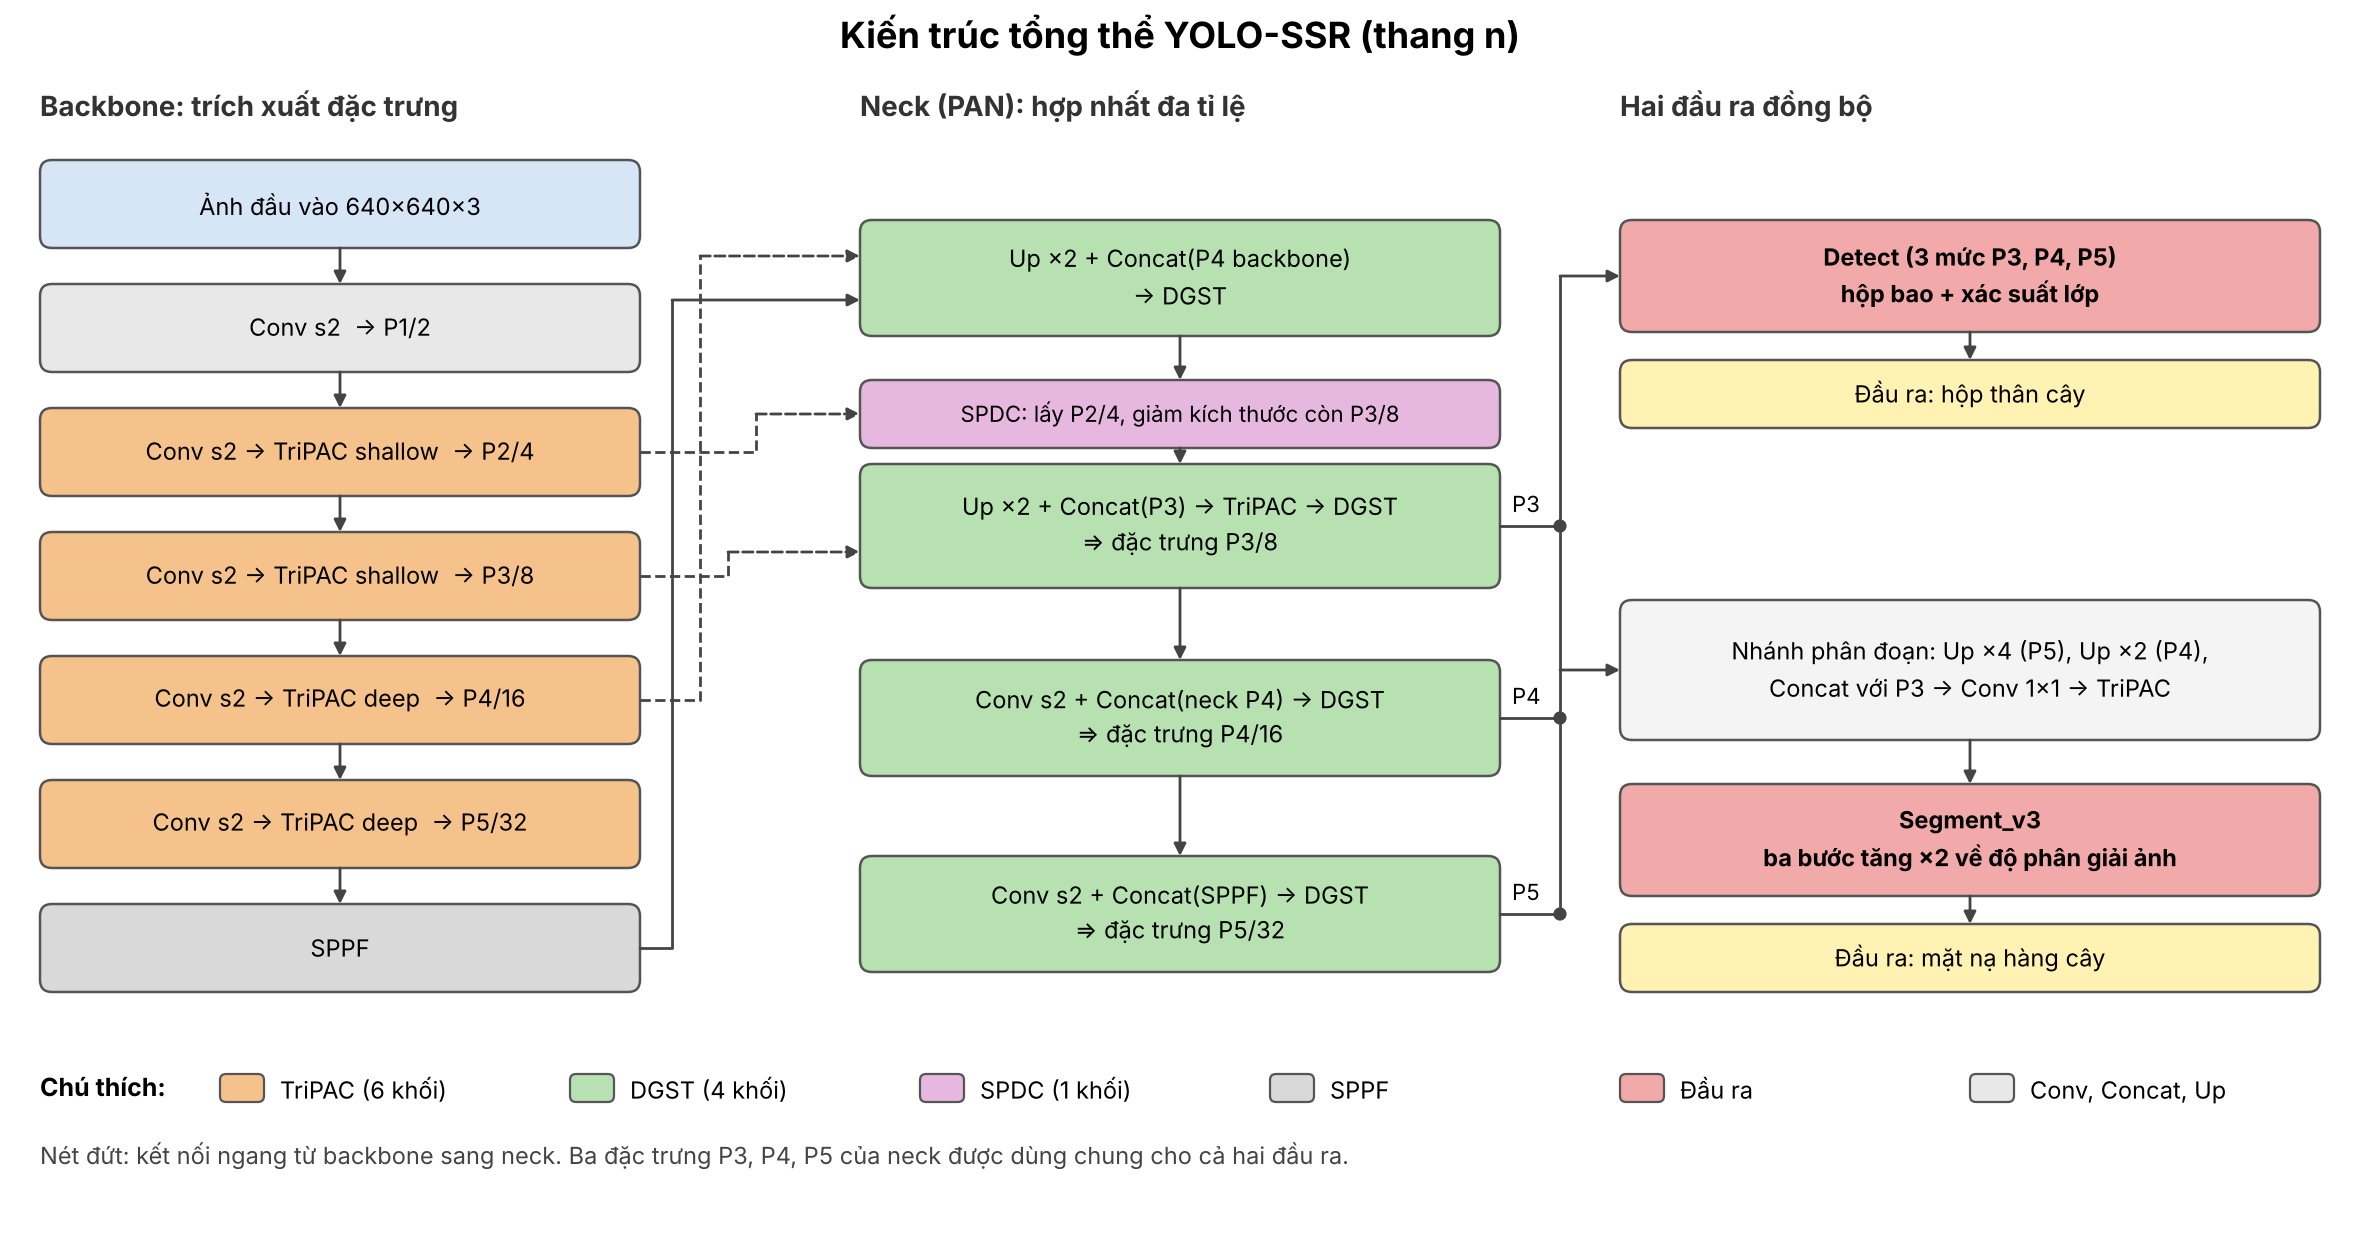 Kiến trúc tổng thể YOLO-SSR (thang n)
Backbone: trích xuất đặc trưng
Ảnh đầu vào 640×640×3
Conv s2 → P1/2
Conv s2 → TriPAC shallow → P2/4
Conv s2 → TriPAC shallow → P3/8
Conv s2 → TriPAC deep → P4/16
Conv s2 → TriPAC deep → P5/32
SPPF
Neck (PAN): hợp nhất đa tỉ lệ
Up ×2 + Concat(P4 backbone)
→ DGST
SPDC: lấy P2/4, giảm kích thước còn P3/8
Up ×2 + Concat(P3) → TriPAC → DGST
⇒ đặc trưng P3/8
P3
Conv s2 + Concat(neck P4) → DGST
⇒ đặc trưng P4/16
P4
Conv s2 + Concat(SPPF) → DGST
⇒ đặc trưng P5/32
P5
Hai đầu ra đồng bộ
Detect (3 mức P3, P4, P5)
hộp bao + xác suất lớp
Đầu ra: hộp thân cây
Nhánh phân đoạn: Up ×4 (P5), Up ×2 (P4),
Concat với P3 → Conv 1×1 → TriPAC
Segment_v3
ba bước tăng ×2 về độ phân giải ảnh
Đầu ra: mặt nạ hàng cây
Chú thích:
TriPAC (6 khối)
DGST (4 khối)
SPDC (1 khối)
SPPF
Đầu ra
Conv, Concat, Up
Nét đứt: kết nối ngang từ backbone sang neck. Ba đặc trưng P3, P4, P5 của neck được dùng chung cho cả hai đầu ra.